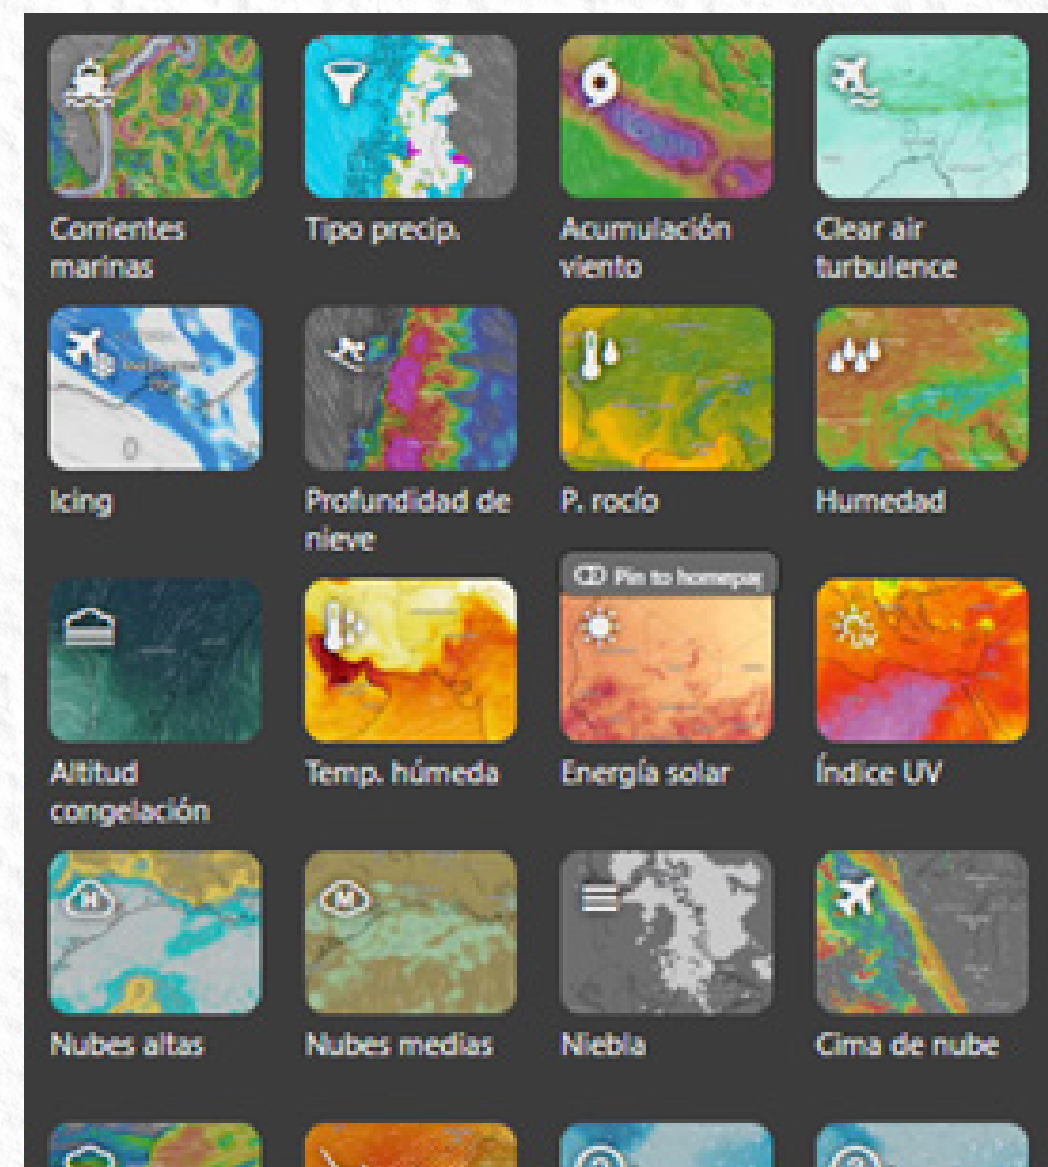 Corrientes
marinas
Tipo precip.
Acumulación
viento
Clear air
turbulence
Icing
Profundidad de
nieve
P. rocío
Humedad
Pin to homepag
Altitud
congelación
Temp. húmeda
Energía solar
Índice UV
H
M
Nubes altas
Nubes medias
Niebla
Cima de nube